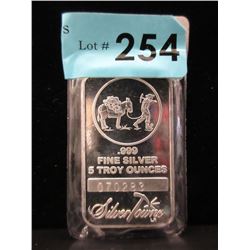 S
Lot # 254
.999
FINE SILVER
5 TROY OUNCES
070283
SilverTowne